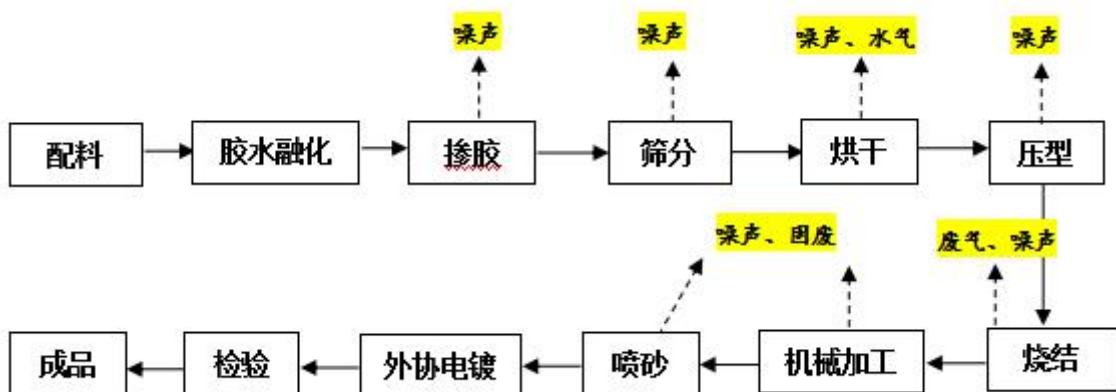 噪声 噪声 噪声、水气 噪声
配料 胶水融化 掺胶 筛分 烘干 压型
噪声、固废 废气、噪声
成品 检验 外协电镀 喷砂 机械加工 烧结